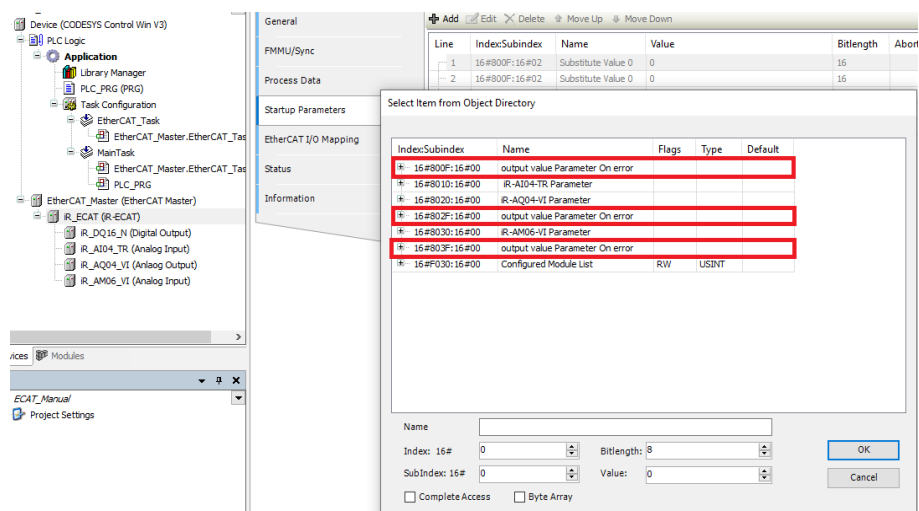 Device (CODESYS Control Win V3)
PLC Logic
Application
Library Manager
PLC_PRG (PRG)
Task Configuration
EtherCAT_Task
EtherCAT_Master.EtherCAT_Tas
MainTask
EtherCAT_Master.EtherCAT_Tas
PLC_PRG
EtherCAT_Master (EtherCAT Master)
iR_ECAT (iR-ECAT)
iR_DQ16_N (Digital Output)
iR_AI04_TR (Analog Input)
iR_AQ04_VI (Anlaog Output)
iR_AM06_VI (Analog Input)
vices Modules
ECAT_Manual
Project Settings
General
FMMU/Sync
Process Data
Startup Parameters
EtherCAT I/O Mapping
Status
Information
Add Edit Delete Move Up Move Down
Line Index:Subindex Name Value Bitlength Abort
1 16#800F:16#02 Substitute Value 0 0 16
2 16#800F:16#02 Substitute Value 0 0 16
Select Item from Object Directory
Index:Subindex Name Flags Type Default
16#800F:16#00 output value Parameter On error
16#8010:16#00 iR-AI04-TR Parameter
16#8020:16#00 iR-AQ04-VI Parameter
16#802F:16#00 output value Parameter On error
16#8030:16#00 iR-AM06-VI Parameter
16#803F:16#00 output value Parameter On error
16#F030:16#00 Configured Module List RW USINT
Name
Index: 16# 0 Bitlength: 8 OK
SubIndex: 16# 0 Value: 0 Cancel
Complete Access Byte Array